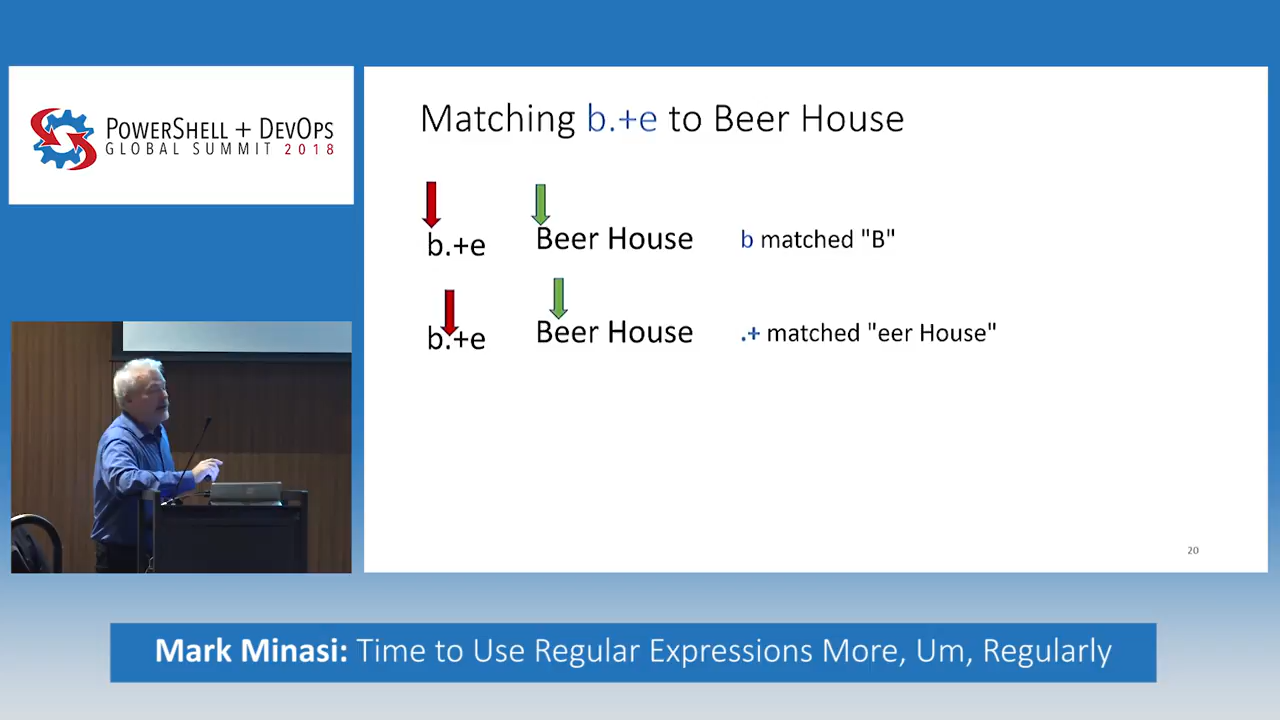 POWERSHELL + DEVOPS
GLOBAL SUMMIT 2018
Matching b.+e to Beer House
b.+e Beer House b matched "B"
b.+e Beer House .+ matched "eer House"
20
Mark Minasi: Time to Use Regular Expressions More, Um, Regularly